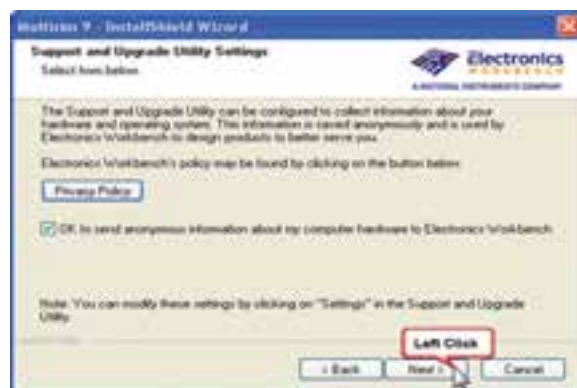 Multisim 9 - InstallShield Wizard
Support and Upgrade Utility Settings
Select from below
Electronics
WORKBENCH
A NATIONAL INSTRUMENTS COMPANY
The Support and Upgrade Utility can be configured to collect information about your
hardware and operating system. This information is saved anonymously and is used by
Electronics Workbench to design products to better serve you.
Electronics Workbench's policy may be found by clicking on the button below.
Privacy Policy
OK to send anonymous information about my computer hardware to Electronics Workbench
Note: You can modify these settings by clicking on "Settings" in the Support and Upgrade
Utility.
Left Click
< Back
Next >
Cancel